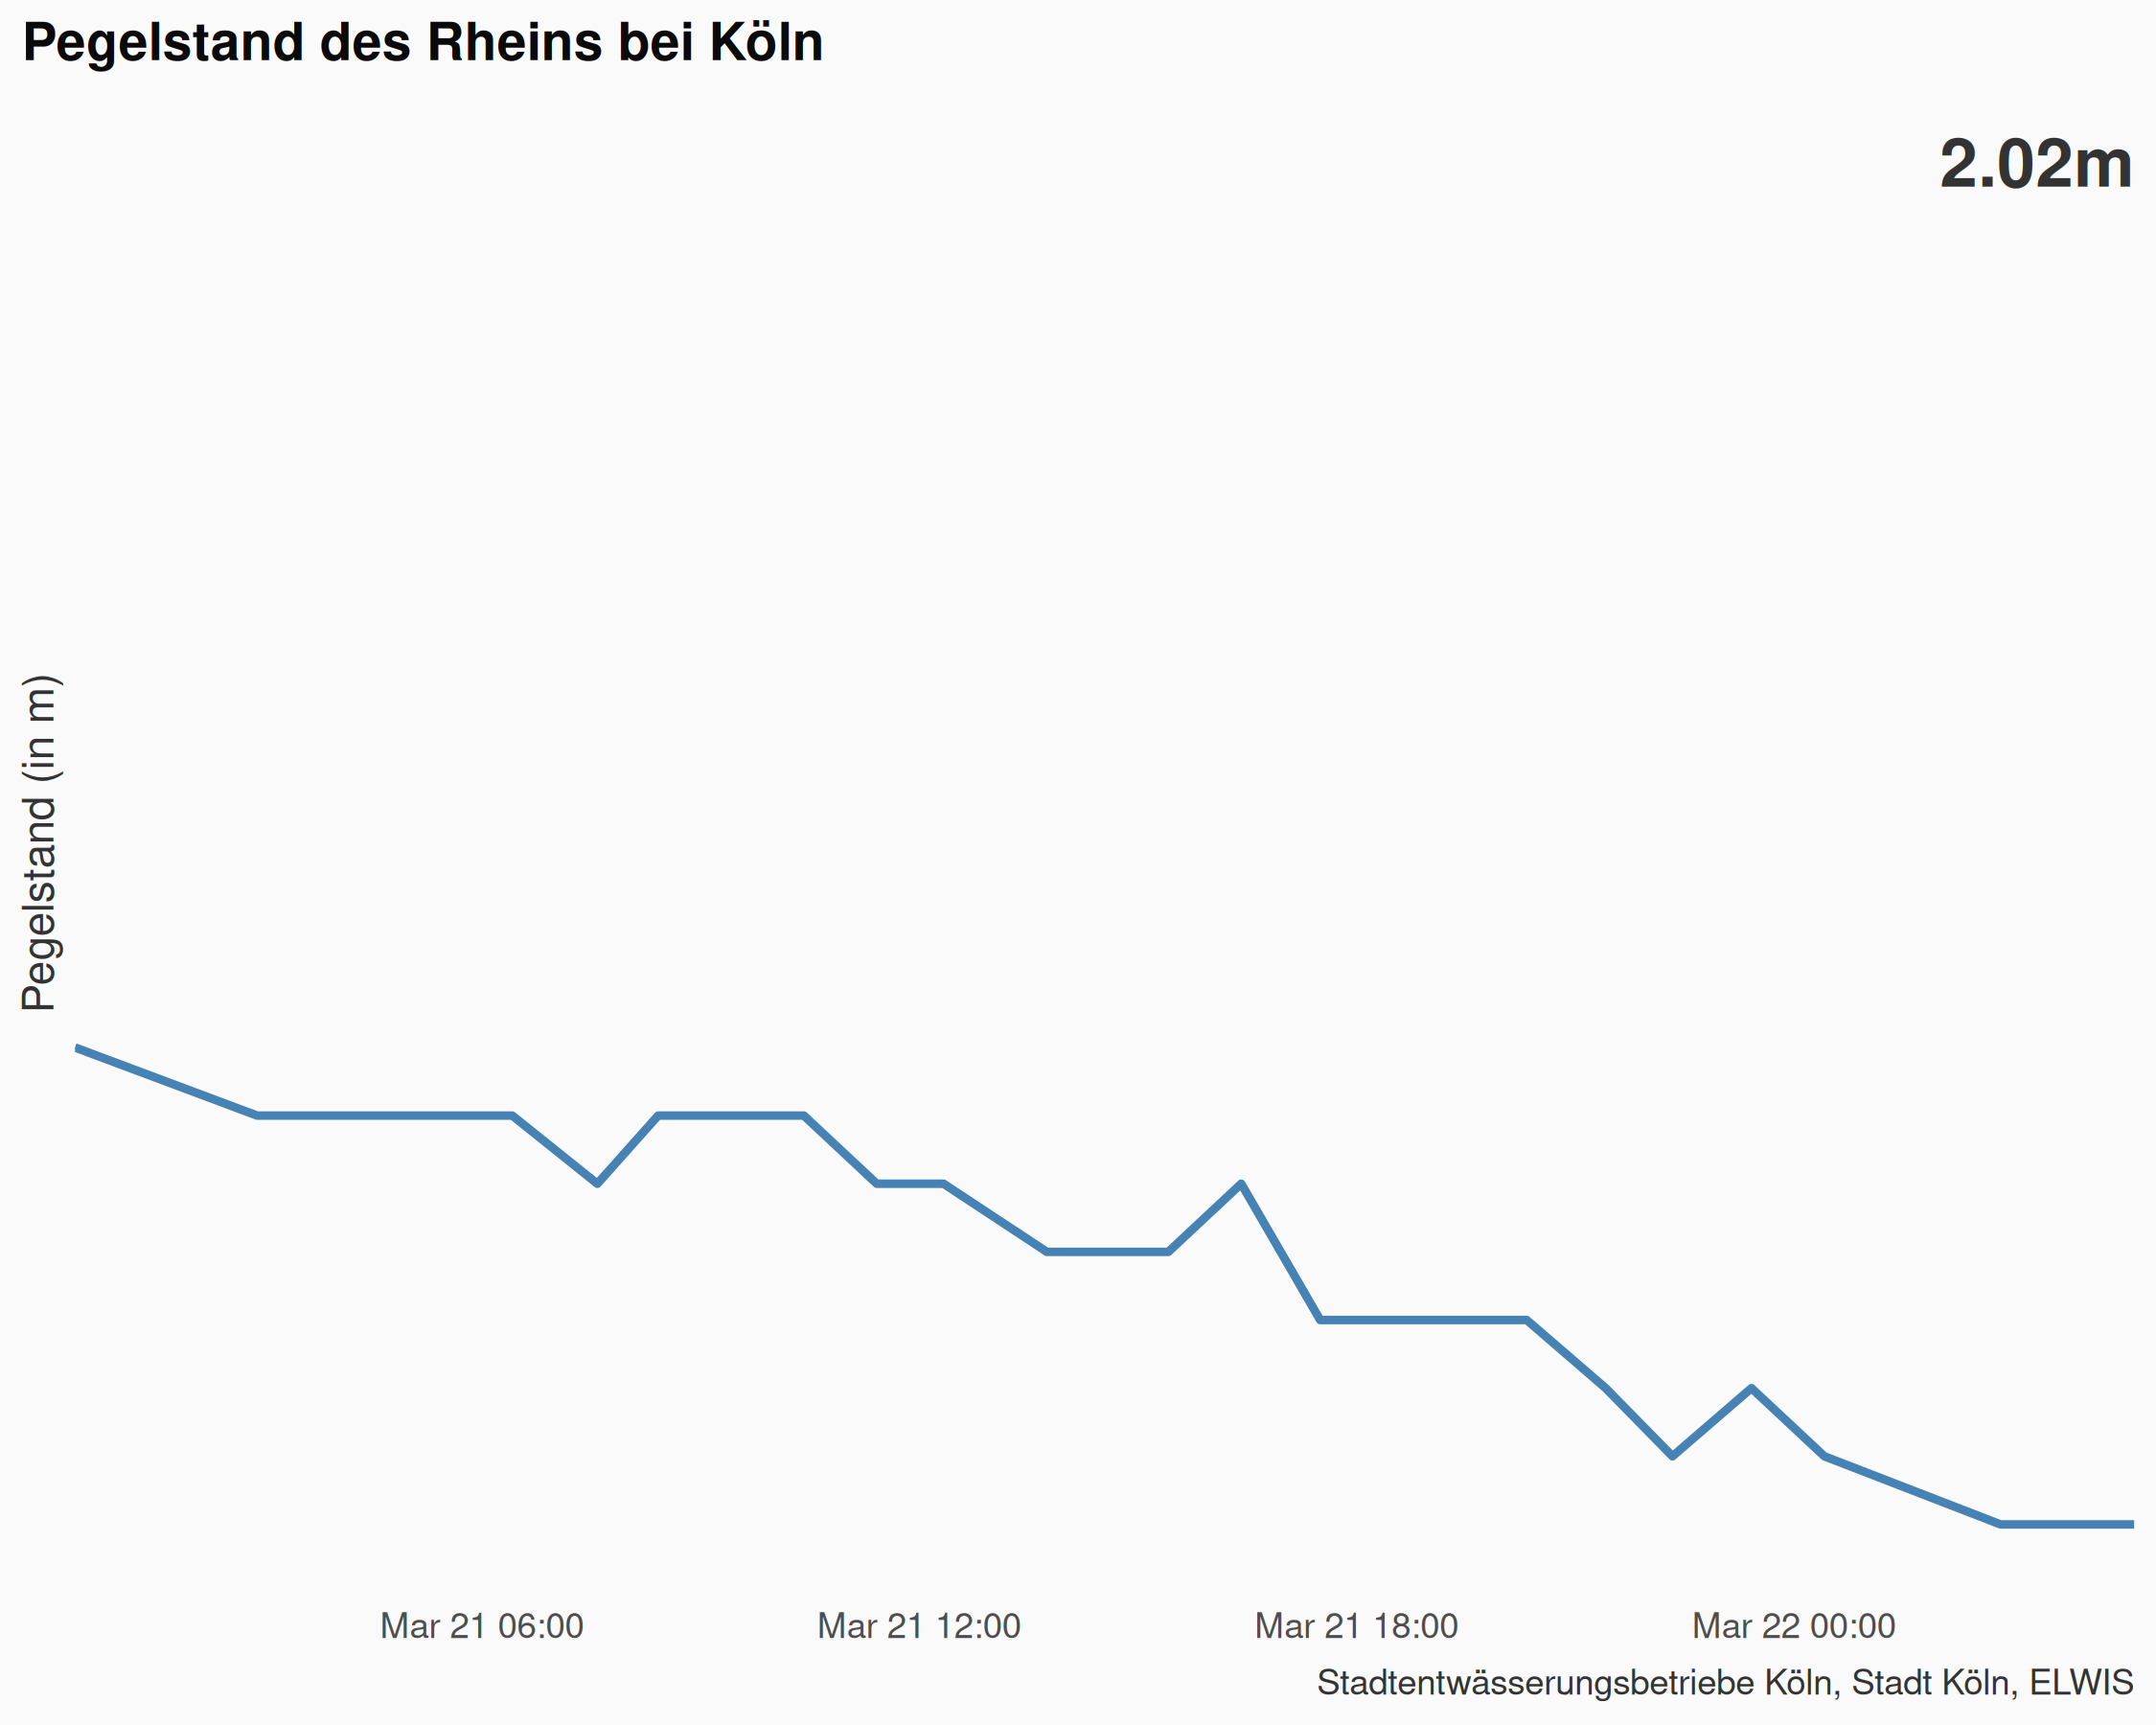 Pegelstand des Rheins bei Köln
2.02m
Pegelstand (in m)
Mar 21 06:00
Mar 21 12:00
Mar 21 18:00
Mar 22 00:00
Stadtentwässerungsbetriebe Köln, Stadt Köln, ELWIS